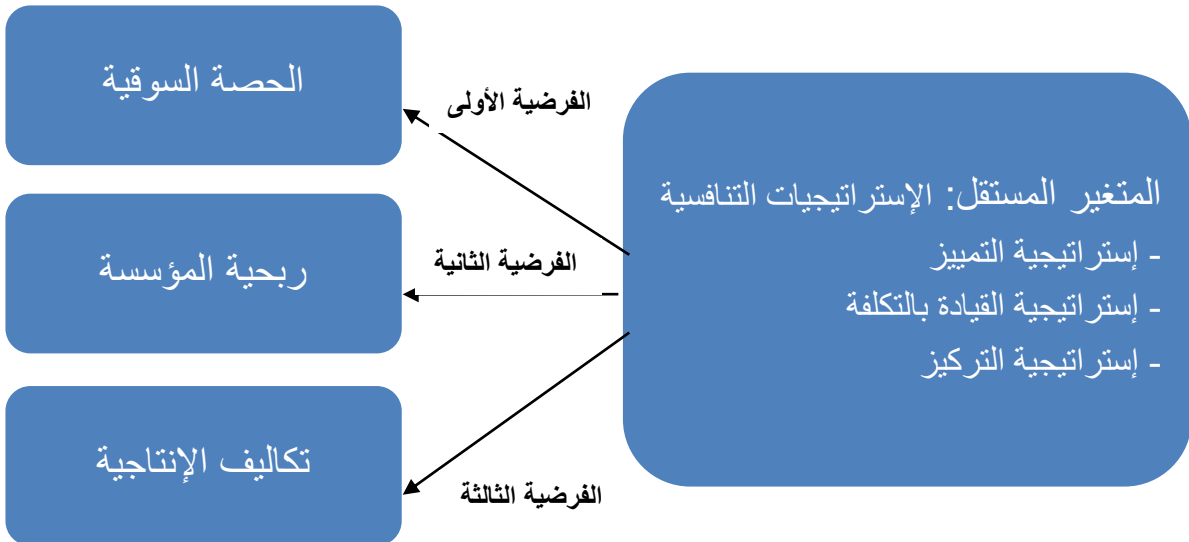 المتغير المستقل: الإستراتيجيات التنافسية
- إستراتيجية التمييز
- إستراتيجية القيادة بالتكلفة
- إستراتيجية التركيز
الفرضية الأولى
الحصة السوقية
الفرضية الثانية
ربحية المؤسسة
الفرضية الثالثة
تكاليف الإنتاجية